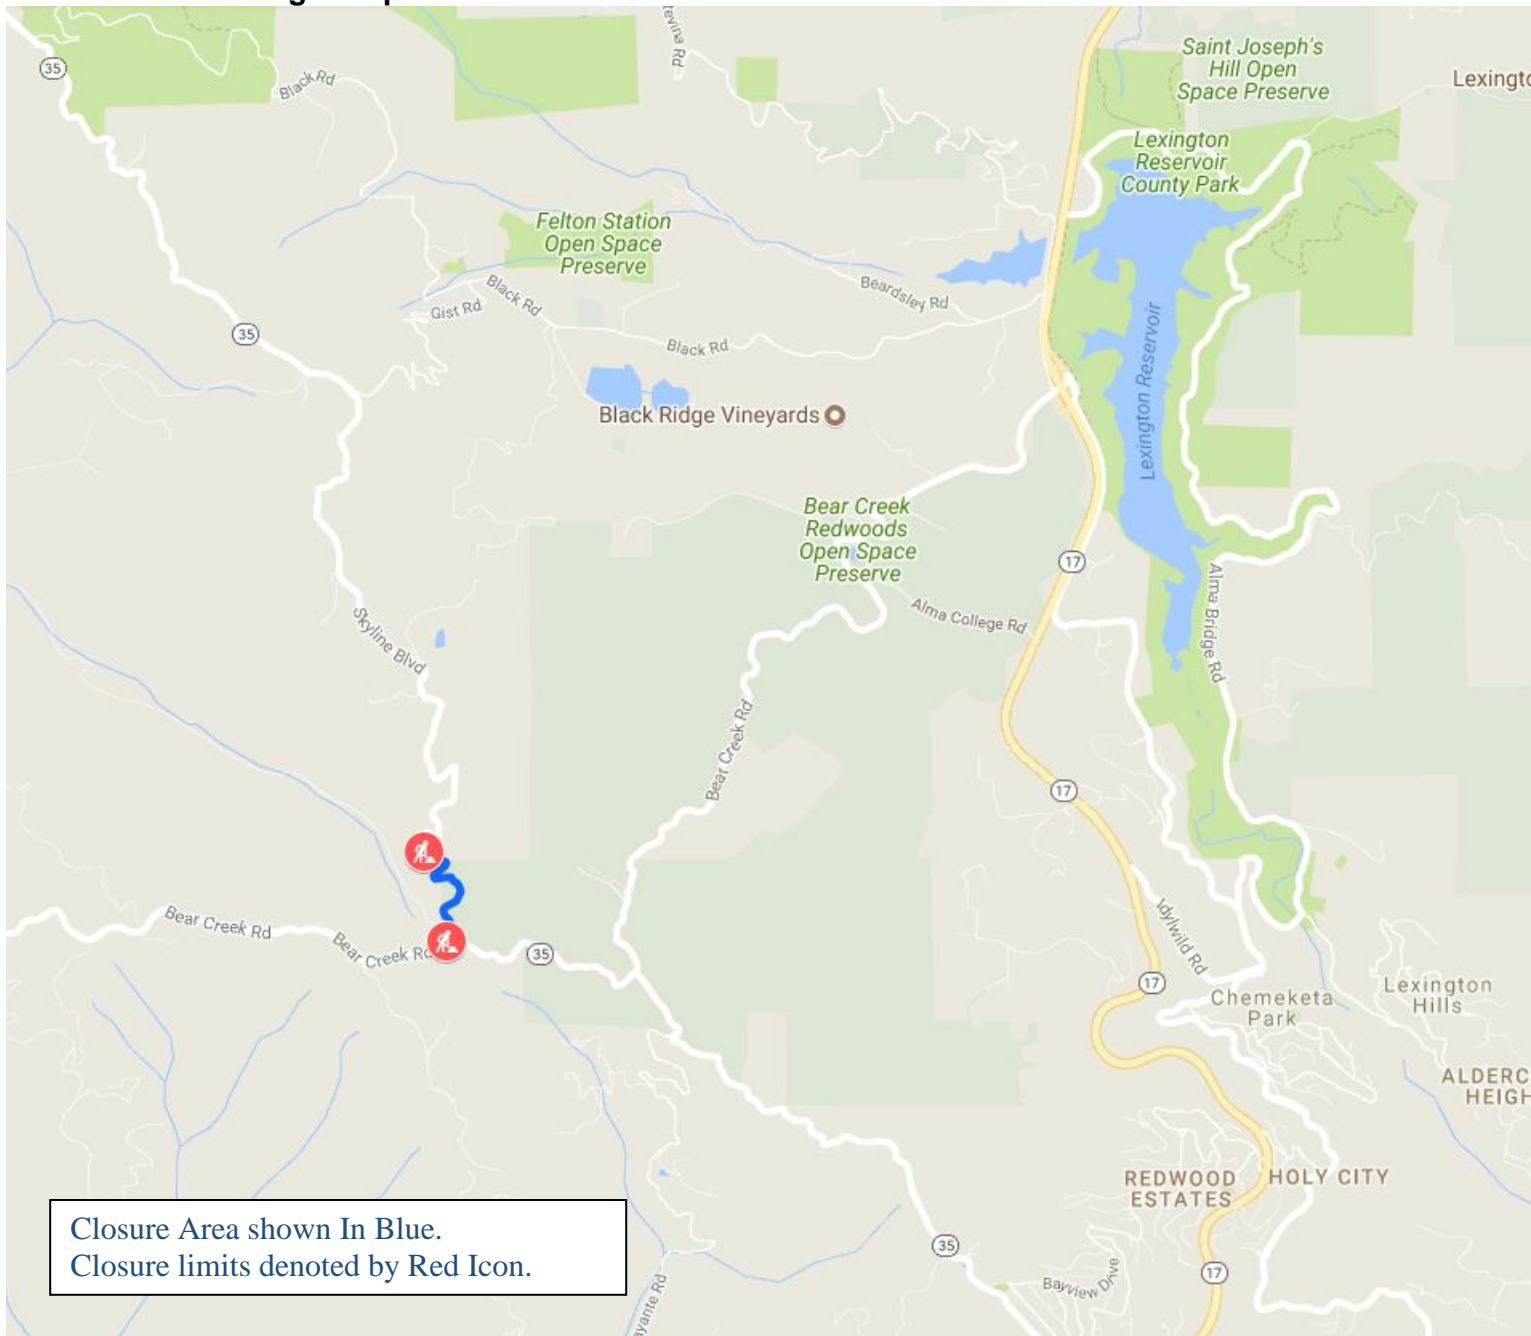 35
Black Rd
Saint Joseph's
Hill Open
Space Preserve
Lexington
Reservoir
County Park
Felton Station
Open Space
Preserve
Black Rd
Gist Rd
Beardsley Rd
35
Black Rd
Lexington Reservoir
Black Ridge Vineyards
Bear Creek
Redwoods
Open Space
Preserve
17
Alma College Rd
Alma Bridge Rd
Skyline Blvd
Bear Creek Rd
17
Bear Creek Rd
Bear Creek Rd
35
Idylwild Rd
17
Chemeketa
Park
Lexington
Hills
REDWOOD
ESTATES
HOLY CITY
35
17
Bayview Drive
Closure Area shown In Blue.
Closure limits denoted by Red Icon.